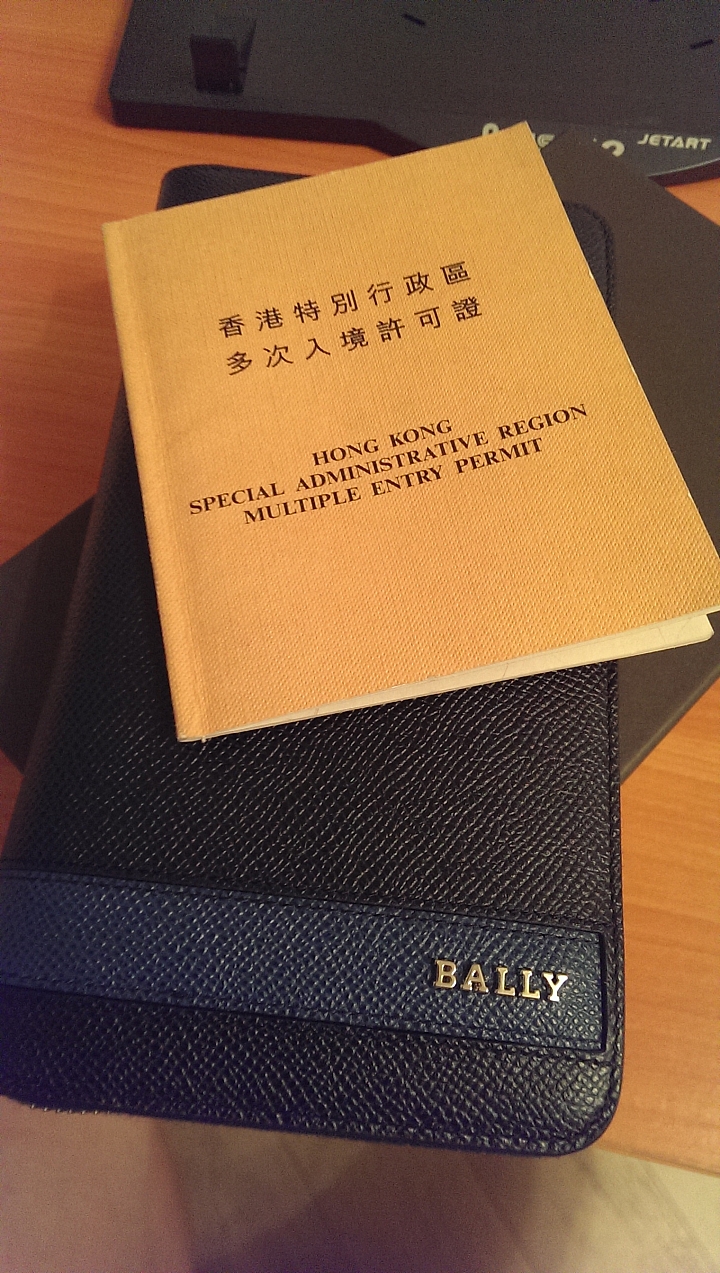 JETART
香港特別行政區
多次入境許可證
HONG KONG
SPECIAL ADMINISTRATIVE REGION
MULTIPLE ENTRY PERMIT
BALLY